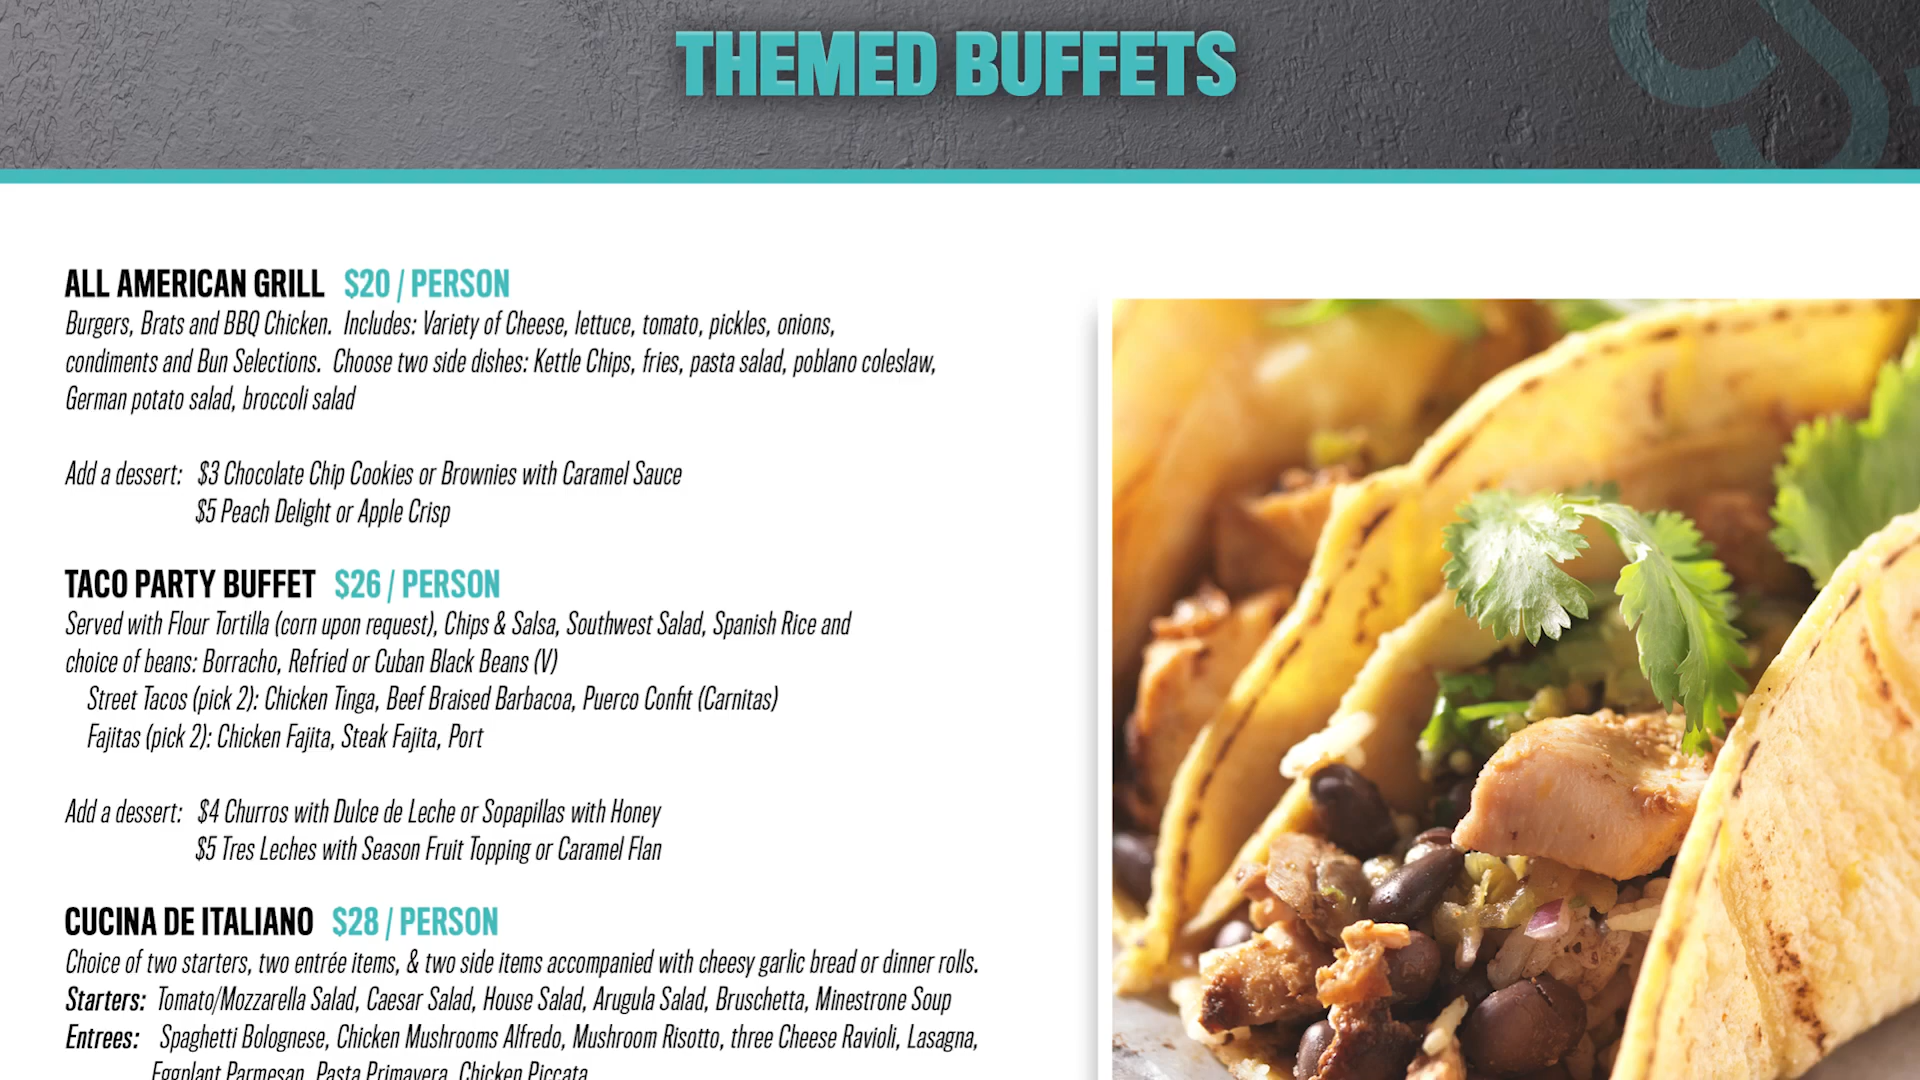 THEMED BUFFETS
ALL AMERICAN GRILL $20 / PERSON
Burgers, Brats and BBQ Chicken. Includes: Variety of Cheese, lettuce, tomato, pickles, onions,
condiments and Bun Selections. Choose two side dishes: Kettle Chips, fries, pasta salad, poblano coleslaw,
German potato salad, broccoli salad
Add a dessert: $3 Chocolate Chip Cookies or Brownies with Caramel Sauce
$5 Peach Delight or Apple Crisp
TACO PARTY BUFFET $26 / PERSON
Served with Flour Tortilla (corn upon request), Chips & Salsa, Southwest Salad, Spanish Rice and
choice of beans: Borracho, Refried or Cuban Black Beans (V)
Street Tacos (pick 2): Chicken Tinga, Beef Braised Barbacoa, Puerco Confit (Carnitas)
Fajitas (pick 2): Chicken Fajita, Steak Fajita, Port
Add a dessert: $4 Churros with Dulce de Leche or Sopapillas with Honey
$5 Tres Leches with Season Fruit Topping or Caramel Flan
CUCINA DE ITALIANO $28 / PERSON
Choice of two starters, two entrée items, & two side items accompanied with cheesy garlic bread or dinner rolls.
Starters: Tomato/Mozzarella Salad, Caesar Salad, House Salad, Arugula Salad, Bruschetta, Minestrone Soup
Entrees: Spaghetti Bolognese, Chicken Mushrooms Alfredo, Mushroom Risotto, three Cheese Ravioli, Lasagna,
Eggplant Parmesan, Pasta Primavera, Chicken Piccata